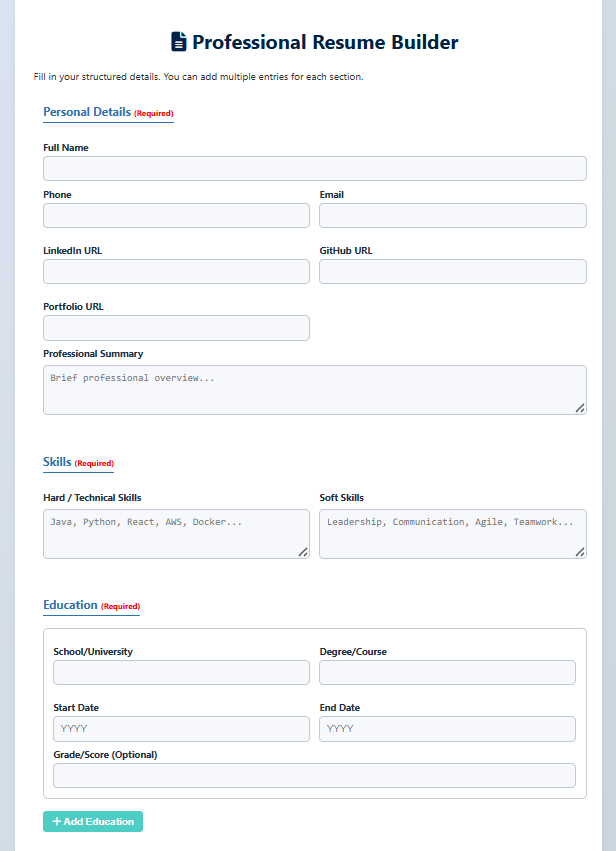 Professional Resume Builder
Fill in your structured details. You can add multiple entries for each section.
Personal Details (Required)
Full Name
Phone Email
LinkedIn URL GitHub URL
Portfolio URL
Professional Summary
Brief professional overview...
Skills (Required)
Hard / Technical Skills Soft Skills
Java, Python, React, AWS, Docker... Leadership, Communication, Agile, Teamwork...
Education (Required)
School/University Degree/Course
Start Date End Date
YYYY YYYY
Grade/Score (Optional)
+ Add Education